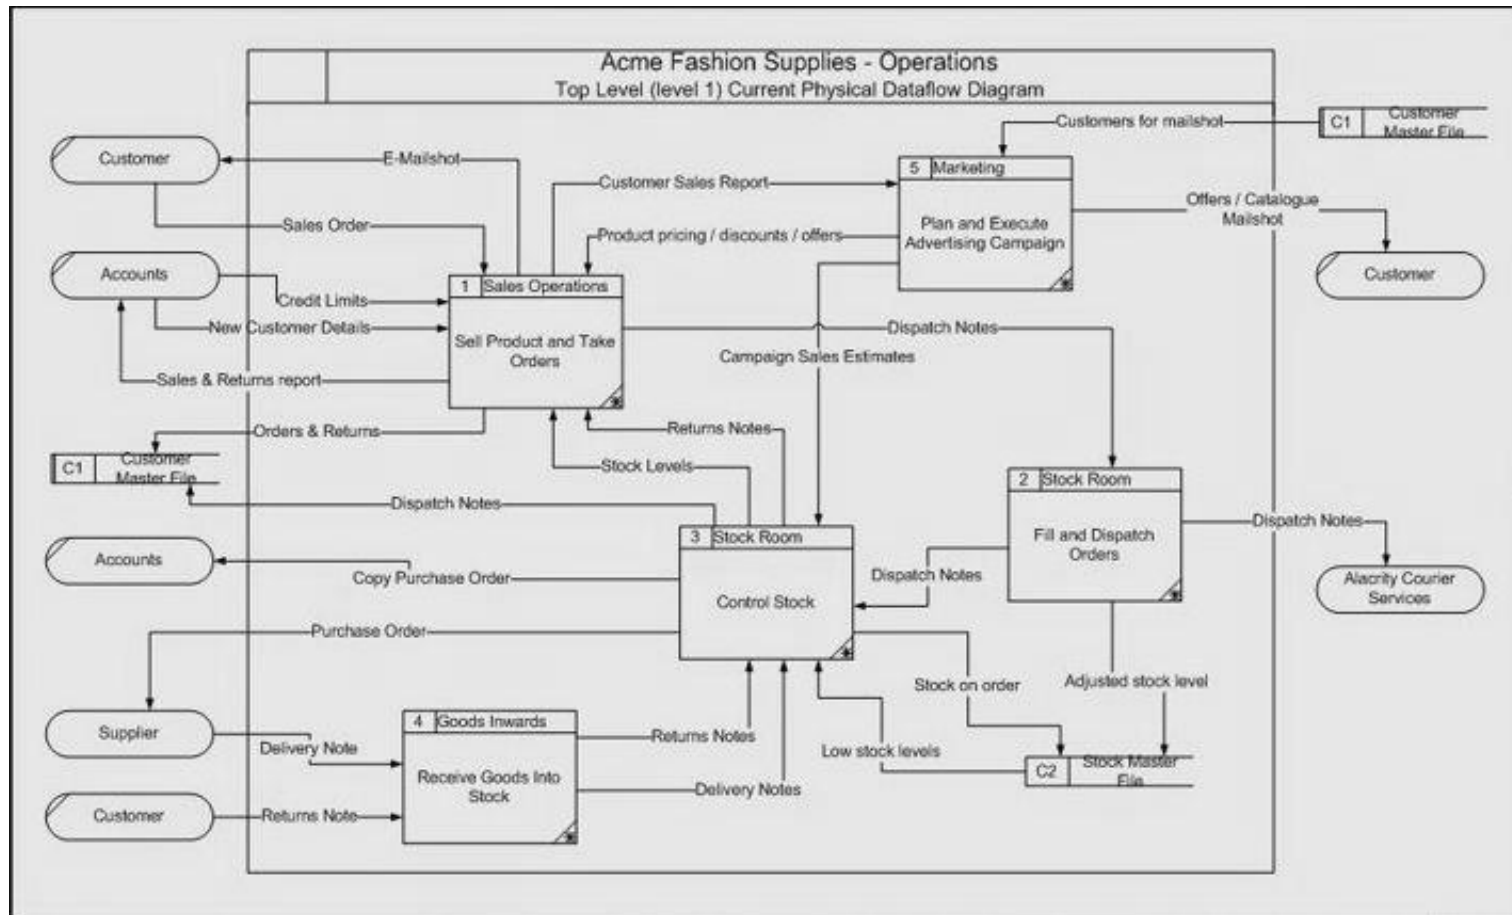 Acme Fashion Supplies - Operations
Top Level (level 1) Current Physical Dataflow Diagram
Customers for mailshot
C1
Customer
Master File
Customer
E-Mailshot
5
Marketing
Customer Sales Report
Plan and Execute
Advertising Campaign
Offers / Catalogue
Mailshot
Sales Order
Product pricing / discounts / offers
Accounts
Customer
1
Sales Operations
Credit Limits
New Customer Details
Sell Product and Take
Orders
Dispatch Notes
Campaign Sales Estimates
Sales & Returns report
Orders & Returns
Returns Notes
C1
Customer
Master File
Stock Levels
2
Stock Room
Dispatch Notes
Fill and Dispatch
Orders
Dispatch Notes
3
Stock Room
Accounts
Copy Purchase Order
Control Stock
Dispatch Notes
Alacrity Courier
Services
Purchase Order
Stock on order
Adjusted stock level
Supplier
Delivery Note
4
Goods Inwards
Returns Notes
Low stock levels
C2
Stock Master
File
Receive Goods Into
Stock
Delivery Notes
Customer
Returns Note